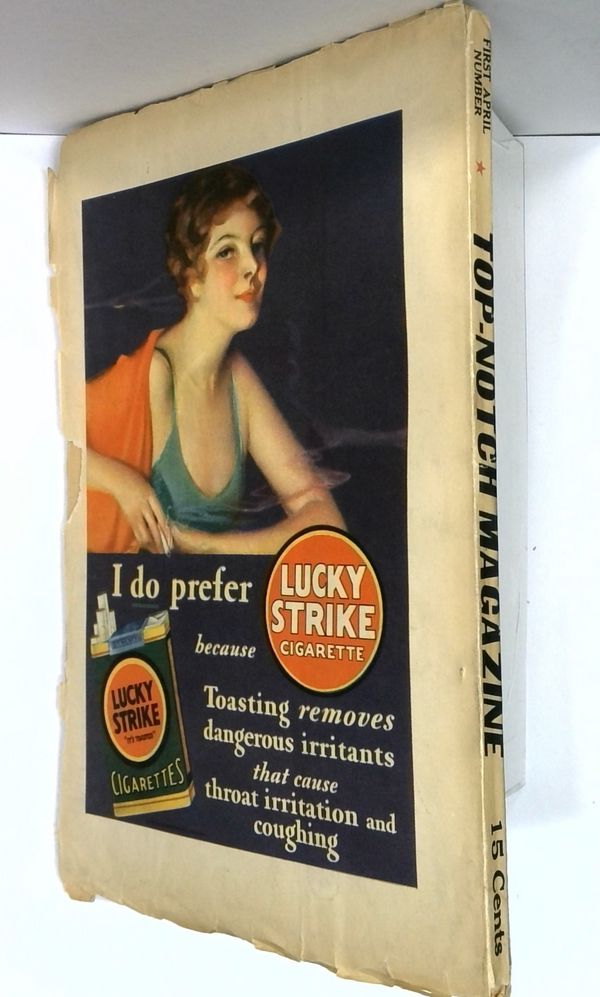 I do prefer
LUCKY
STRIKE
CIGARETTE
because
Toasting removes
dangerous irritants
that cause
throat irritation and
coughing
LUCKY
STRIKE
"IT'S TOASTED"
CIGARETTES
FIRST APRIL
NUMBER
TOP-NOTCH MAGAZINE
15 Cents